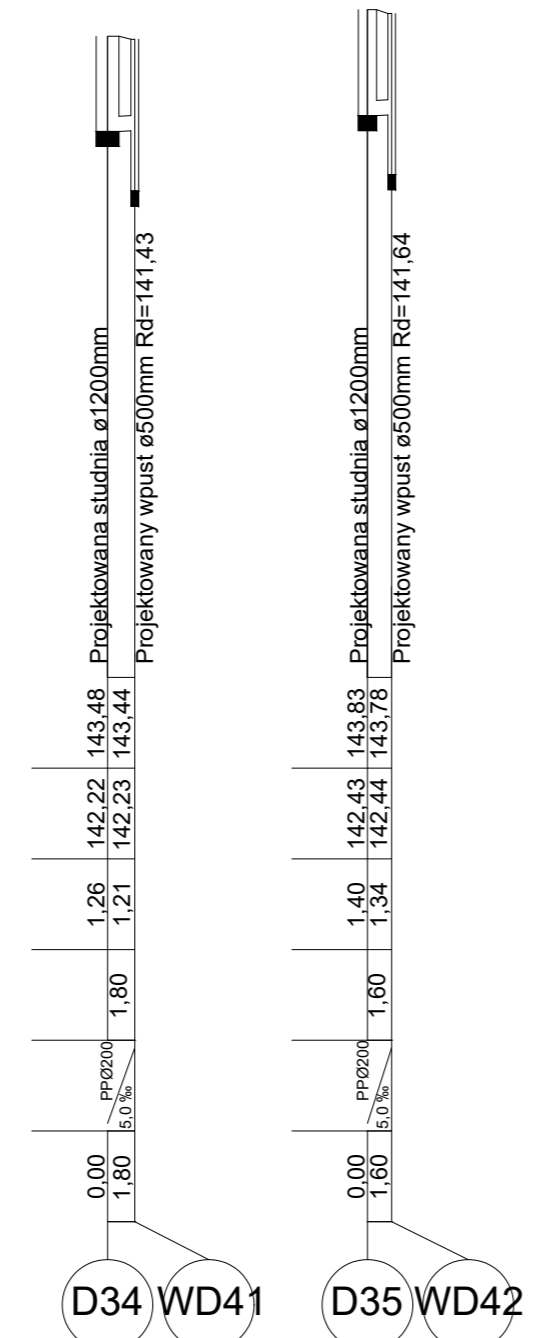 Projektowana studnia ø1200mm
Projektowany wpust ø500mm Rd=141,43
143,48
143,44
142,22
142,23
1,26
1,21
1,80
PPØ200
5,0 ‰
0,00
1,80
D34
WD41
Projektowana studnia ø1200mm
Projektowany wpust ø500mm Rd=141,64
143,83
143,78
142,43
142,44
1,40
1,34
1,60
PPØ200
5,0 ‰
0,00
1,60
D35
WD42